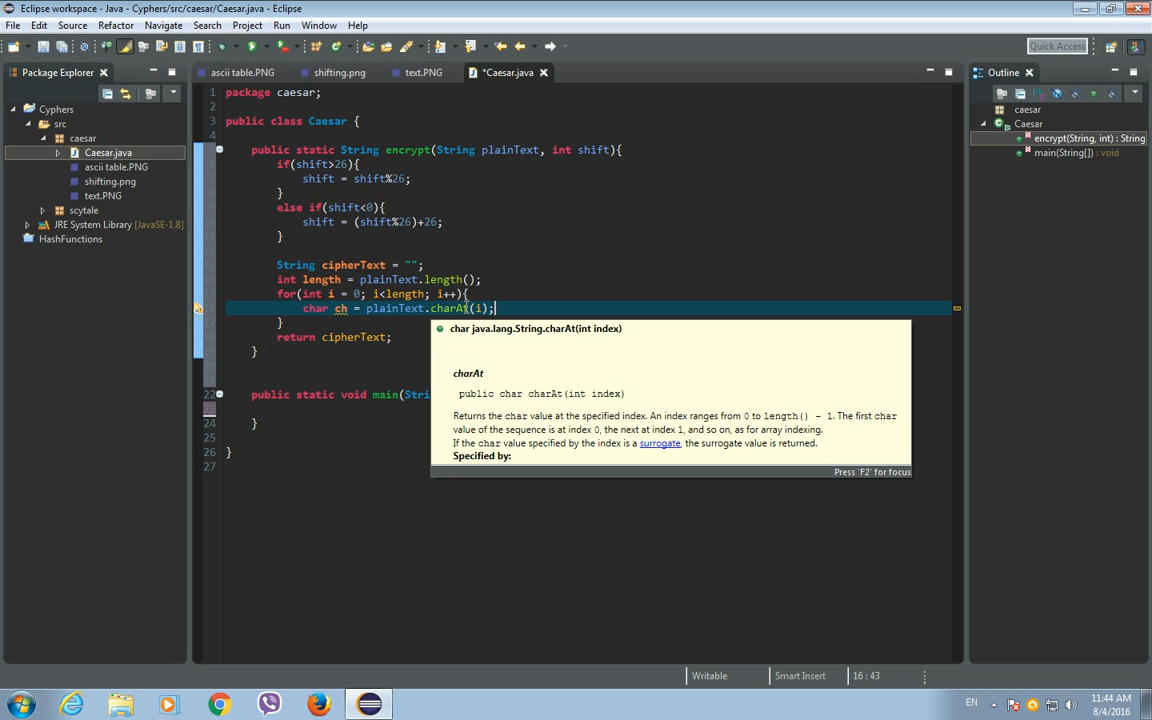 Eclipse workspace - Java - Cyphers/src/caesar/Caesar.java - Eclipse
File Edit Source Refactor Navigate Search Project Run Window Help
Quick Access
Package Explorer
ascii table.PNG shifting.png text.PNG *Caesar.java
Outline
Cyphers
src
caesar
Caesar.java
ascii table.PNG
shifting.png
text.PNG
scytale
JRE System Library [JavaSE-1.8]
HashFunctions
1 package caesar;
2
3 public class Caesar {
4
public static String encrypt(String plainText, int shift){
if(shift>26){
shift = shift%26;
}
else if(shift<0){
shift = (shift%26)+26;
}
String cipherText = "";
int length = plainText.length();
for(int i = 0; i<length; i++){
char ch = plainText.charAt(i);
}
return cipherText;
}
22 public static void main(Stri
24 }
25
26 }
27
char java.lang.String.charAt(int index)
charAt
public char charAt(int index)
Returns the char value at the specified index. An index ranges from 0 to length() - 1. The first char
value of the sequence is at index 0, the next at index 1, and so on, as for array indexing.
If the char value specified by the index is a surrogate, the surrogate value is returned.
Specified by:
Press 'F2' for focus
caesar
Caesar
encrypt(String, int) : String
main(String[]) : void
Writable Smart Insert 16 : 43
EN
11:44 AM
8/4/2016